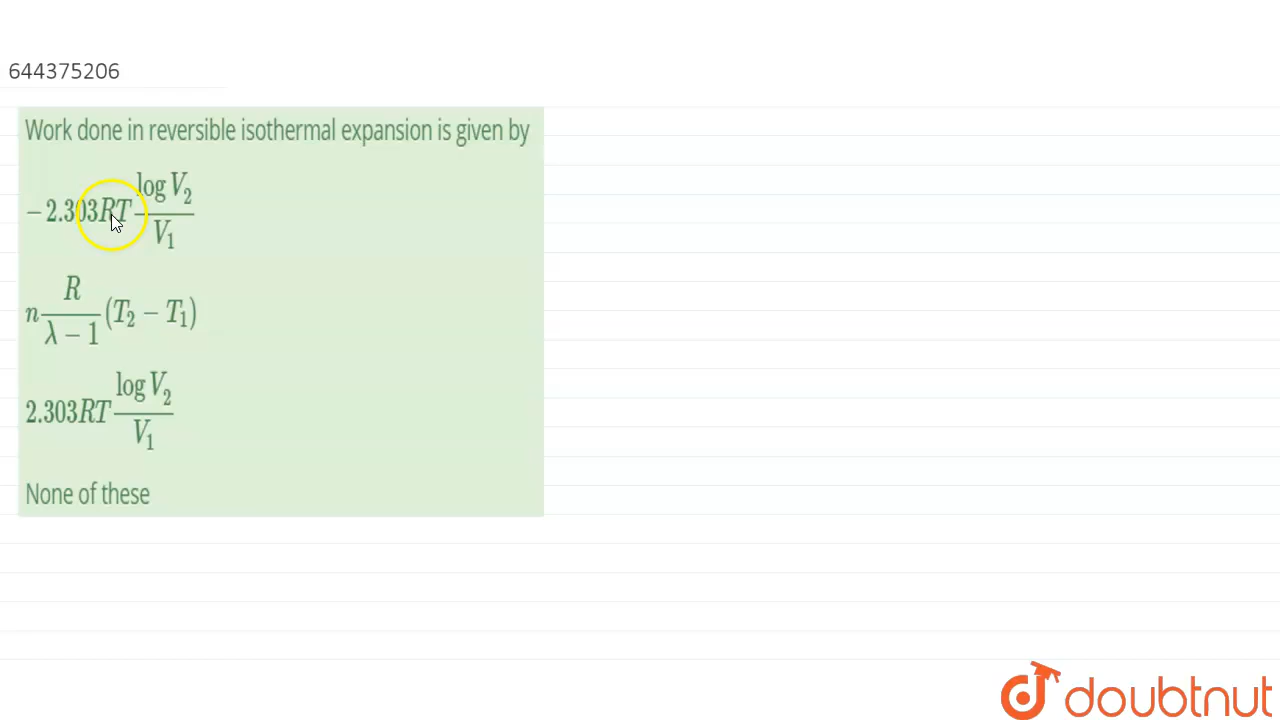 644375206
Work done in reversible isothermal expansion is given by
−2.303RT log V₂ / V₁
n R / λ − 1 (T₂ − T₁)
2.303RT log V₂ / V₁
None of these
doubtnut